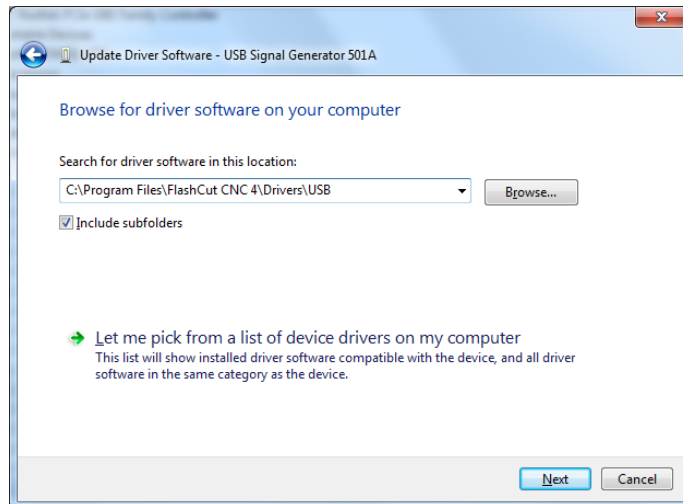 Update Driver Software - USB Signal Generator 501A
Browse for driver software on your computer
Search for driver software in this location:
C:\Program Files\FlashCut CNC 4\Drivers\USB
Browse...
Include subfolders
Let me pick from a list of device drivers on my computer
This list will show installed driver software compatible with the device, and all driver
software in the same category as the device.
Next
Cancel